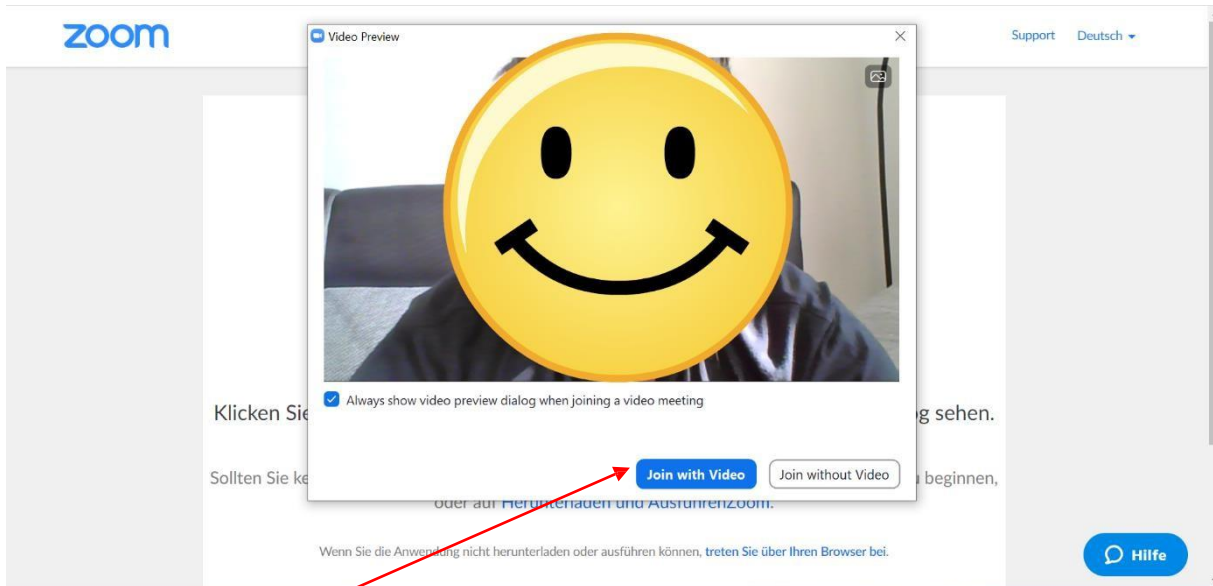 zoom
Video Preview
Support Deutsch
Always show video preview dialog when joining a video meeting
Klicken Sie
g sehen.
Join with Video Join without Video
Sollten Sie ke
beginnen,
oder auf Herunterladen und AusführenZoom.
Wenn Sie die Anwendung nicht herunterladen oder ausführen können, treten Sie über Ihren Browser bei.
Hilfe